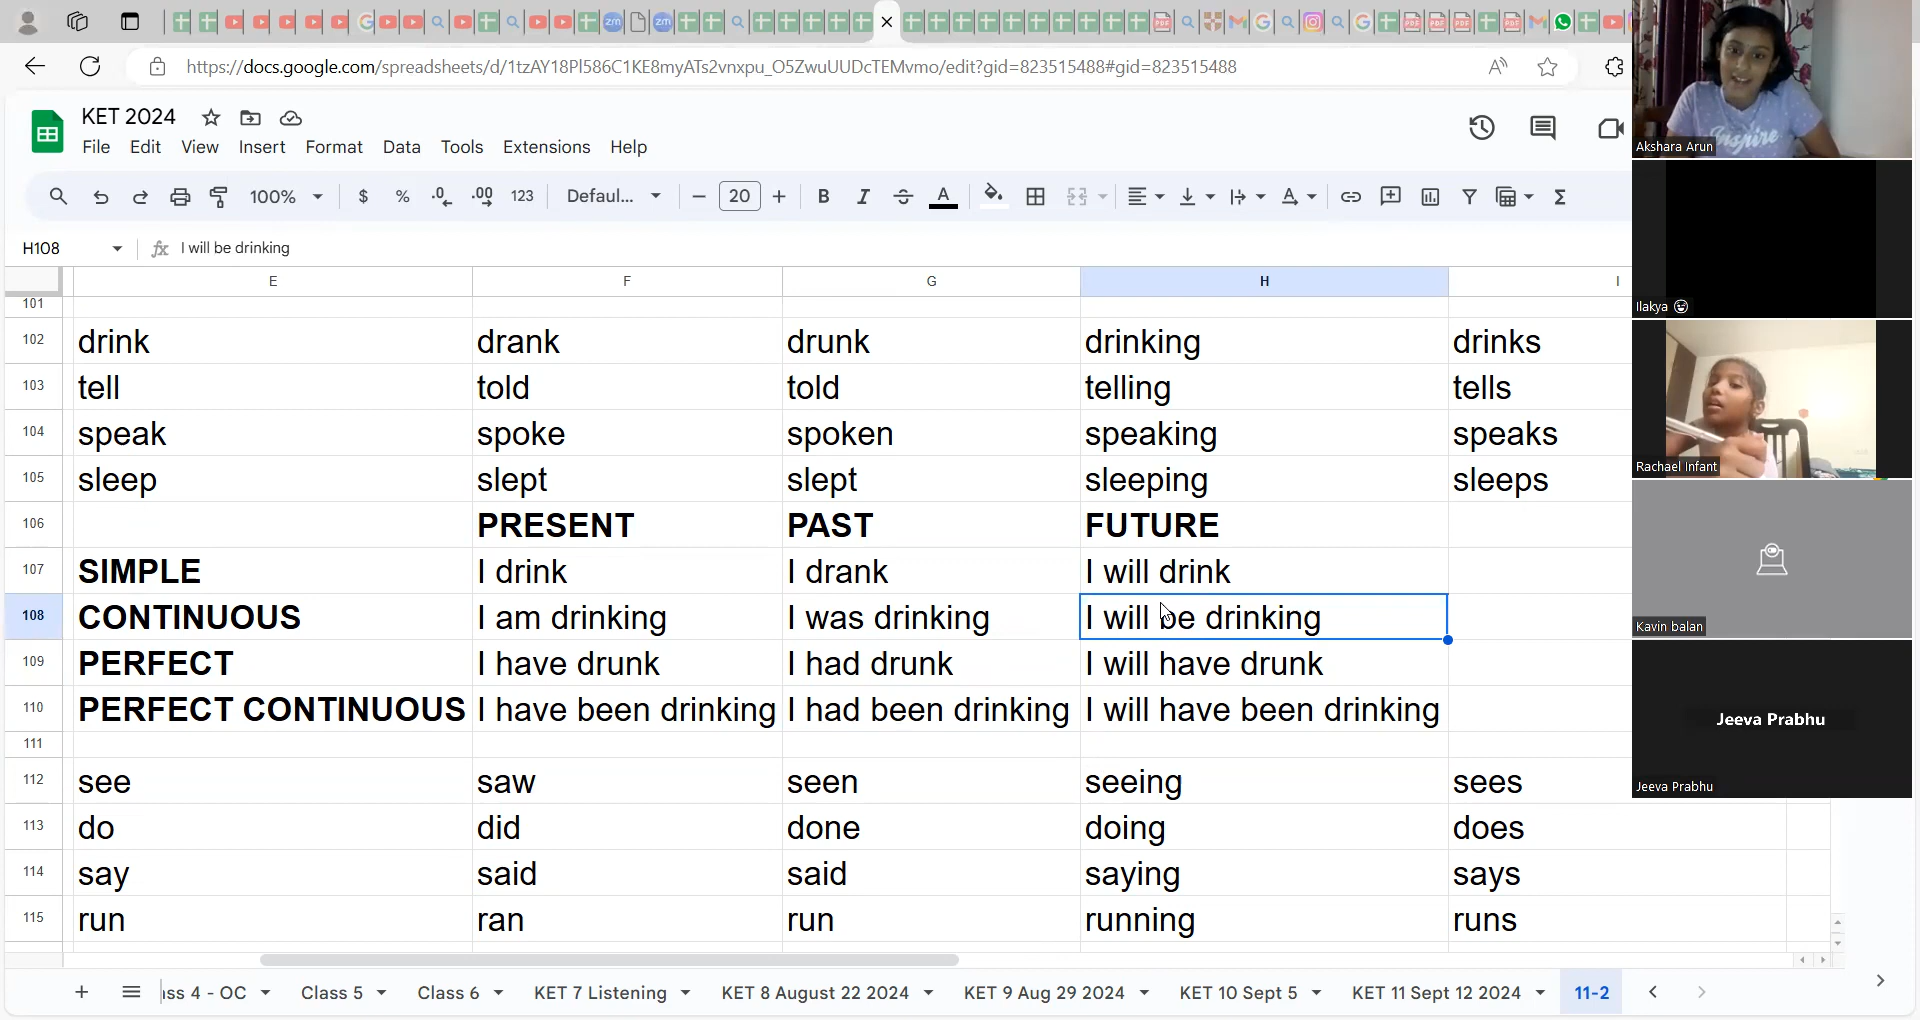 https://docs.google.com/spreadsheets/d/1tzAY18Pl586C1KE8myATs2vnxpu_O5ZwuUUDcTEMvmo/edit?gid=823515488#gid=823515488
KET 2024
File Edit View Insert Format Data Tools Extensions Help
100% $ % .0 .00 123 Defaul... 20
H108 fx I will be drinking
E F G H I
101
102 drink drank drunk drinking drinks
103 tell told told telling tells
104 speak spoke spoken speaking speaks
105 sleep slept slept sleeping sleeps
106 PRESENT PAST FUTURE
107 SIMPLE I drink I drank I will drink
108 CONTINUOUS I am drinking I was drinking I will be drinking
109 PERFECT I have drunk I had drunk I will have drunk
110 PERFECT CONTINUOUS I have been drinking I had been drinking I will have been drinking
111
112 see saw seen seeing sees
113 do did done doing does
114 say said said saying says
115 run ran run running runs
ss 4 - OC Class 5 Class 6 KET 7 Listening KET 8 August 22 2024 KET 9 Aug 29 2024 KET 10 Sept 5 KET 11 Sept 12 2024 11-2
Inspire
Akshara Arun
Ilakya
Rachael Infant
Kavin balan
Jeeva Prabhu
Jeeva Prabhu